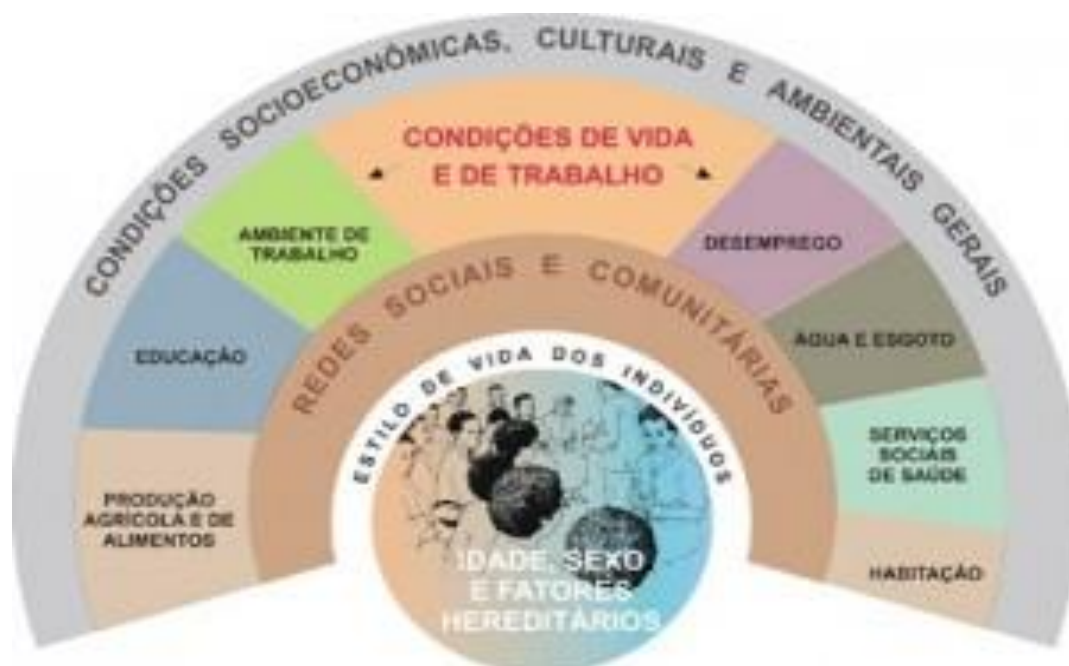 CONDIÇÕES SOCIOECONÔMICAS, CULTURAIS E AMBIENTAIS GERAIS
CONDIÇÕES DE VIDA
E DE TRABALHO
AMBIENTE DE
TRABALHO
DESEMPREGO
EDUCAÇÃO
ÁGUA E ESGOTO
PRODUÇÃO
AGRÍCOLA E DE
ALIMENTOS
SERVIÇOS
SOCIAIS
DE SAÚDE
HABITAÇÃO
REDES SOCIAIS E COMUNITÁRIAS
ESTILO DE VIDA DOS INDIVÍDUOS
IDADE, SEXO
E FATORES
HEREDITÁRIOS